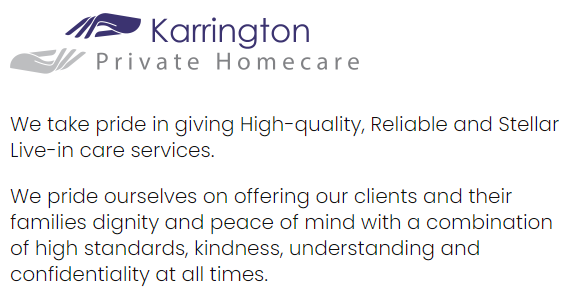 Karrington
Private Homecare
We take pride in giving High-quality, Reliable and Stellar
Live-in care services.
We pride ourselves on offering our clients and their
families dignity and peace of mind with a combination
of high standards, kindness, understanding and
confidentiality at all times.